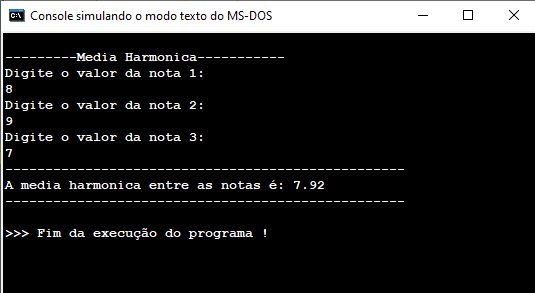 Console simulando o modo texto do MS-DOS
---------Media Harmonica-----------
Digite o valor da nota 1:
8
Digite o valor da nota 2:
9
Digite o valor da nota 3:
7
--------------------------------------------------
A media harmonica entre as notas é: 7.92
--------------------------------------------------
>>> Fim da execução do programa !